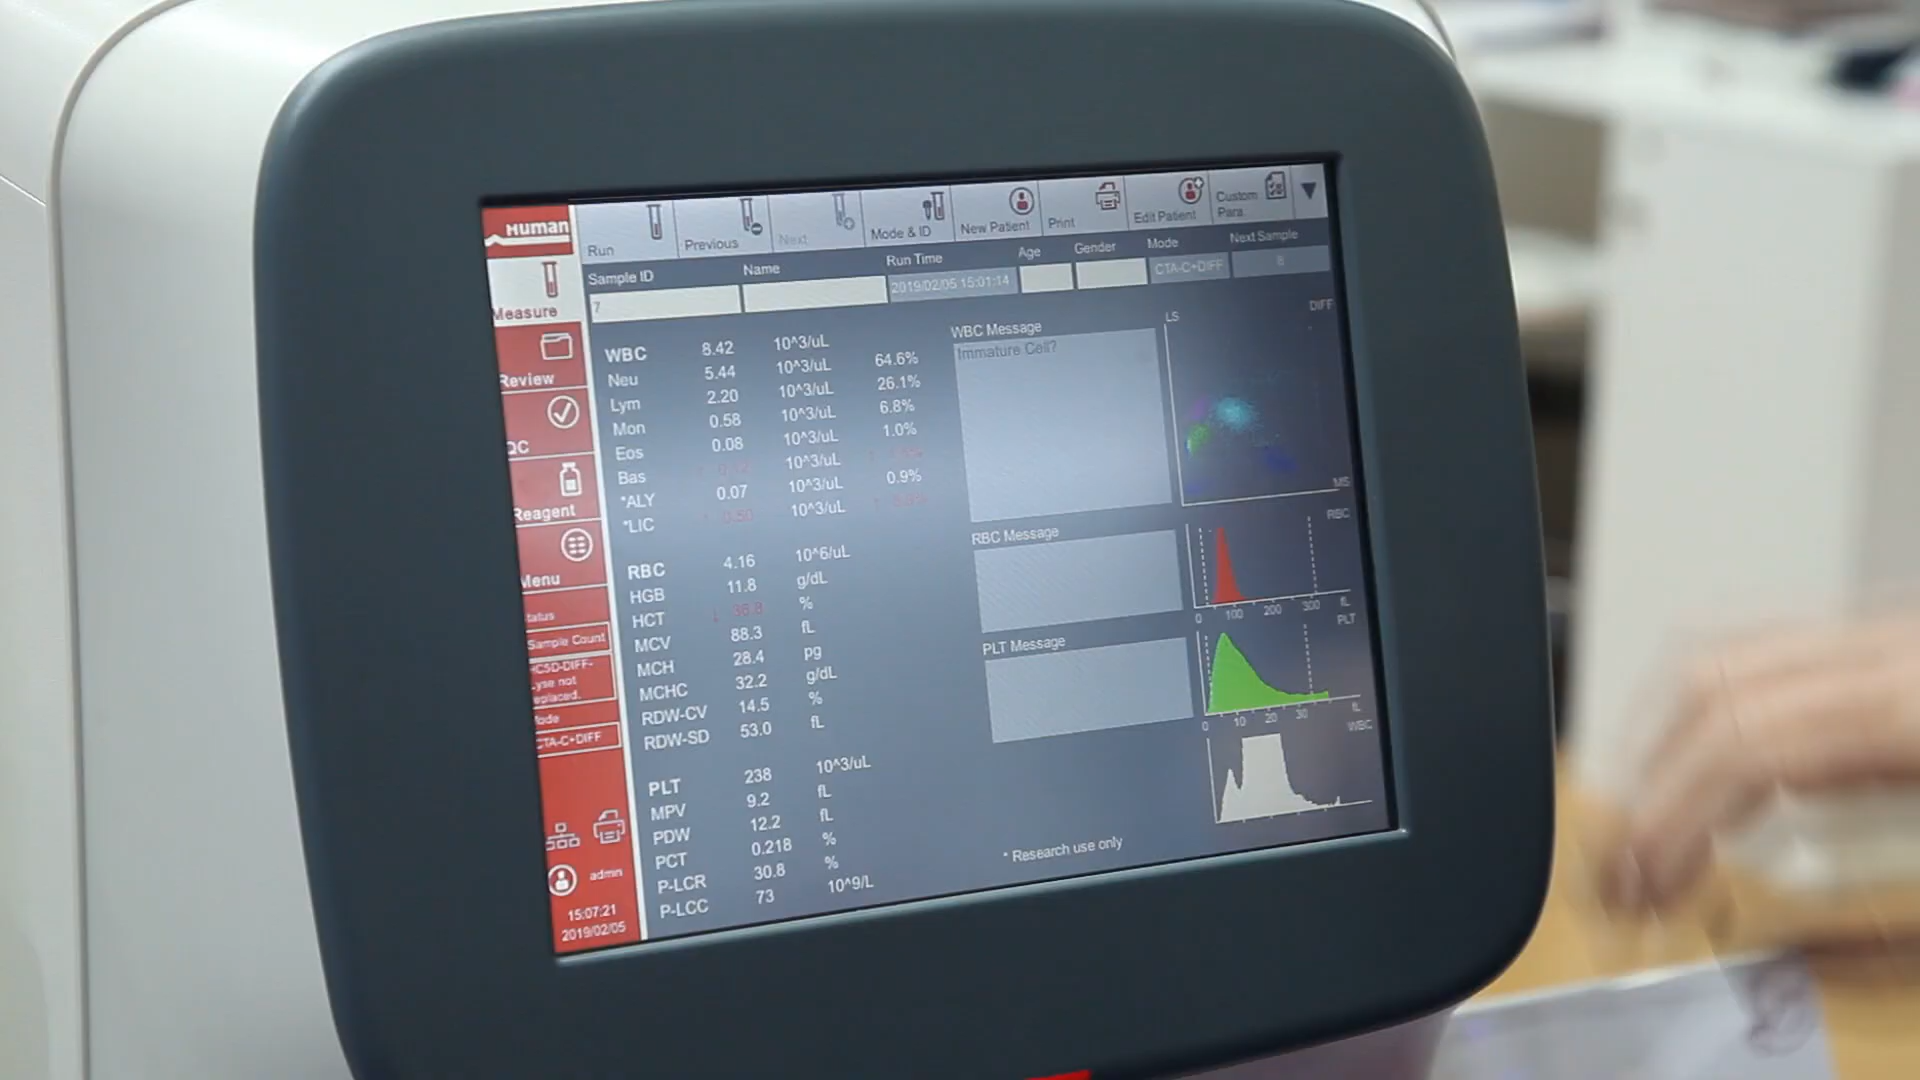 Human
Run
Previous
Next
Mode & ID
New Patient
Print
Edit Patient
Custom
Para.
Sample ID
Name
Run Time
Age
Gender
Mode
Next Sample
7
2019/02/05 15:01:14
CTA-C+DIFF
8
Measure
Review
QC
Reagent
Menu
Status
Sample Count
replaced.
Mode
CTA-C+DIFF
admin
15:07:21
2019/02/05
WBC 8.42 10^3/uL
Neu 5.44 10^3/uL 64.6%
Lym 2.20 10^3/uL 26.1%
Mon 0.58 10^3/uL 6.8%
Eos 0.08 10^3/uL 1.0%
Bas 10^3/uL
*ALY 0.07 10^3/uL 0.9%
*LIC ↑ 0.50 10^3/uL
RBC 4.16 10^6/uL
HGB 11.8 g/dL
HCT ↓ 36.8 %
MCV 88.3 fL
MCH 28.4 pg
MCHC 32.2 g/dL
RDW-CV 14.5 %
RDW-SD 53.0 fL
PLT 238 10^3/uL
MPV 9.2 fL
PDW 12.2 fL
PCT 0.218 %
P-LCR 30.8 %
P-LCC 73 10^9/L
WBC Message
Immature Cell?
RBC Message
PLT Message
* Research use only
LS
DIFF
MS
RBC
0 100 200 300 fL
PLT
0 10 20 30 fL
WBC